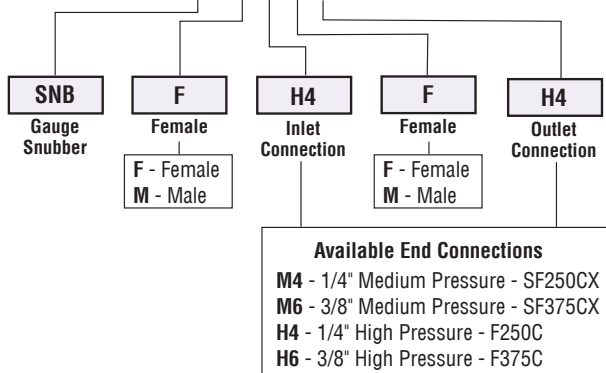 SNB
F
H4
F
H4
Gauge
Snubber
Female
Inlet
Connection
Female
Outlet
Connection
F - Female
M - Male
F - Female
M - Male
Available End Connections
M4 - 1/4" Medium Pressure - SF250CX
M6 - 3/8" Medium Pressure - SF375CX
H4 - 1/4" High Pressure - F250C
H6 - 3/8" High Pressure - F375C